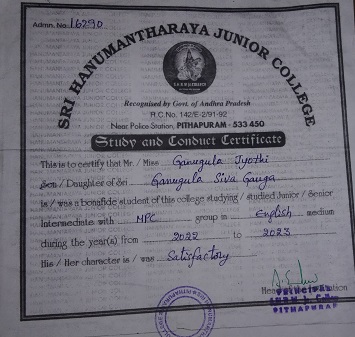 Admn. No. 16290
SRI HANUMANTHARAYA JUNIOR COLLEGE
Recognised by Govt. of Andhra Pradesh
R.C.No. 142/E-2/91-92
Near Police Station, PITHAPURAM - 533 450
Study and Conduct Certificate
This is to certify that Mr. / Miss Ganugula Jyothi
Son / Daughter of Sri Ganugula Siva Ganga
is / was a bonafide student of this college studying / studied Junior / Senior
Intermediate with MPC group in English medium
during the year(s) from 2022 to 2023
His / Her character is / was Satisfactory
PRINCIPAL
PITHAPURAM